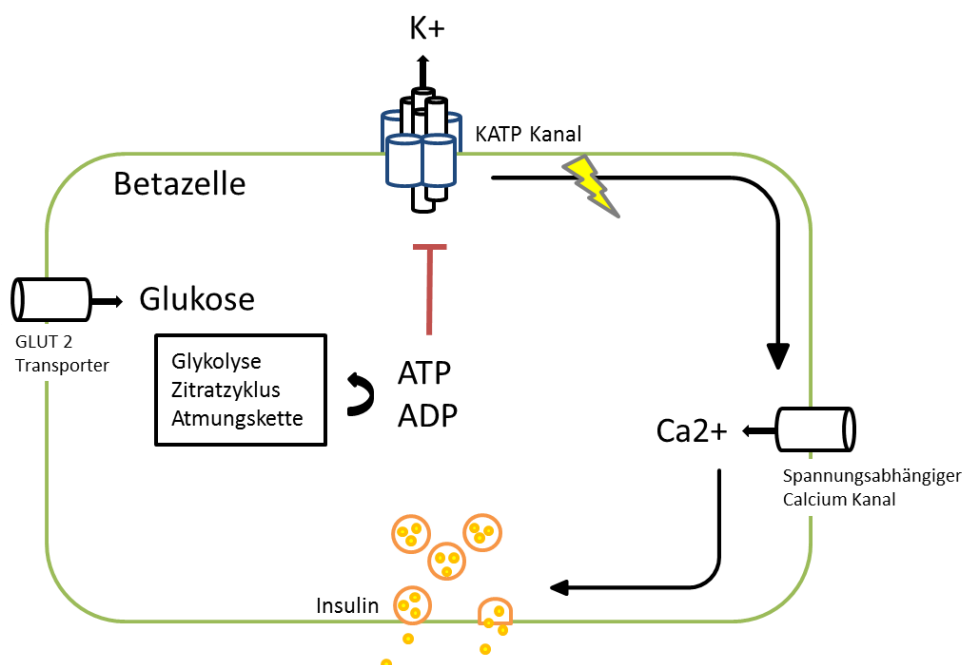 K+
KATP Kanal
Betazelle
Glukose
GLUT 2
Transporter
Glykolyse
Zitratzyklus
Atmungskette
ATP
ADP
Ca2+
Spannungsabhängiger
Calcium Kanal
Insulin